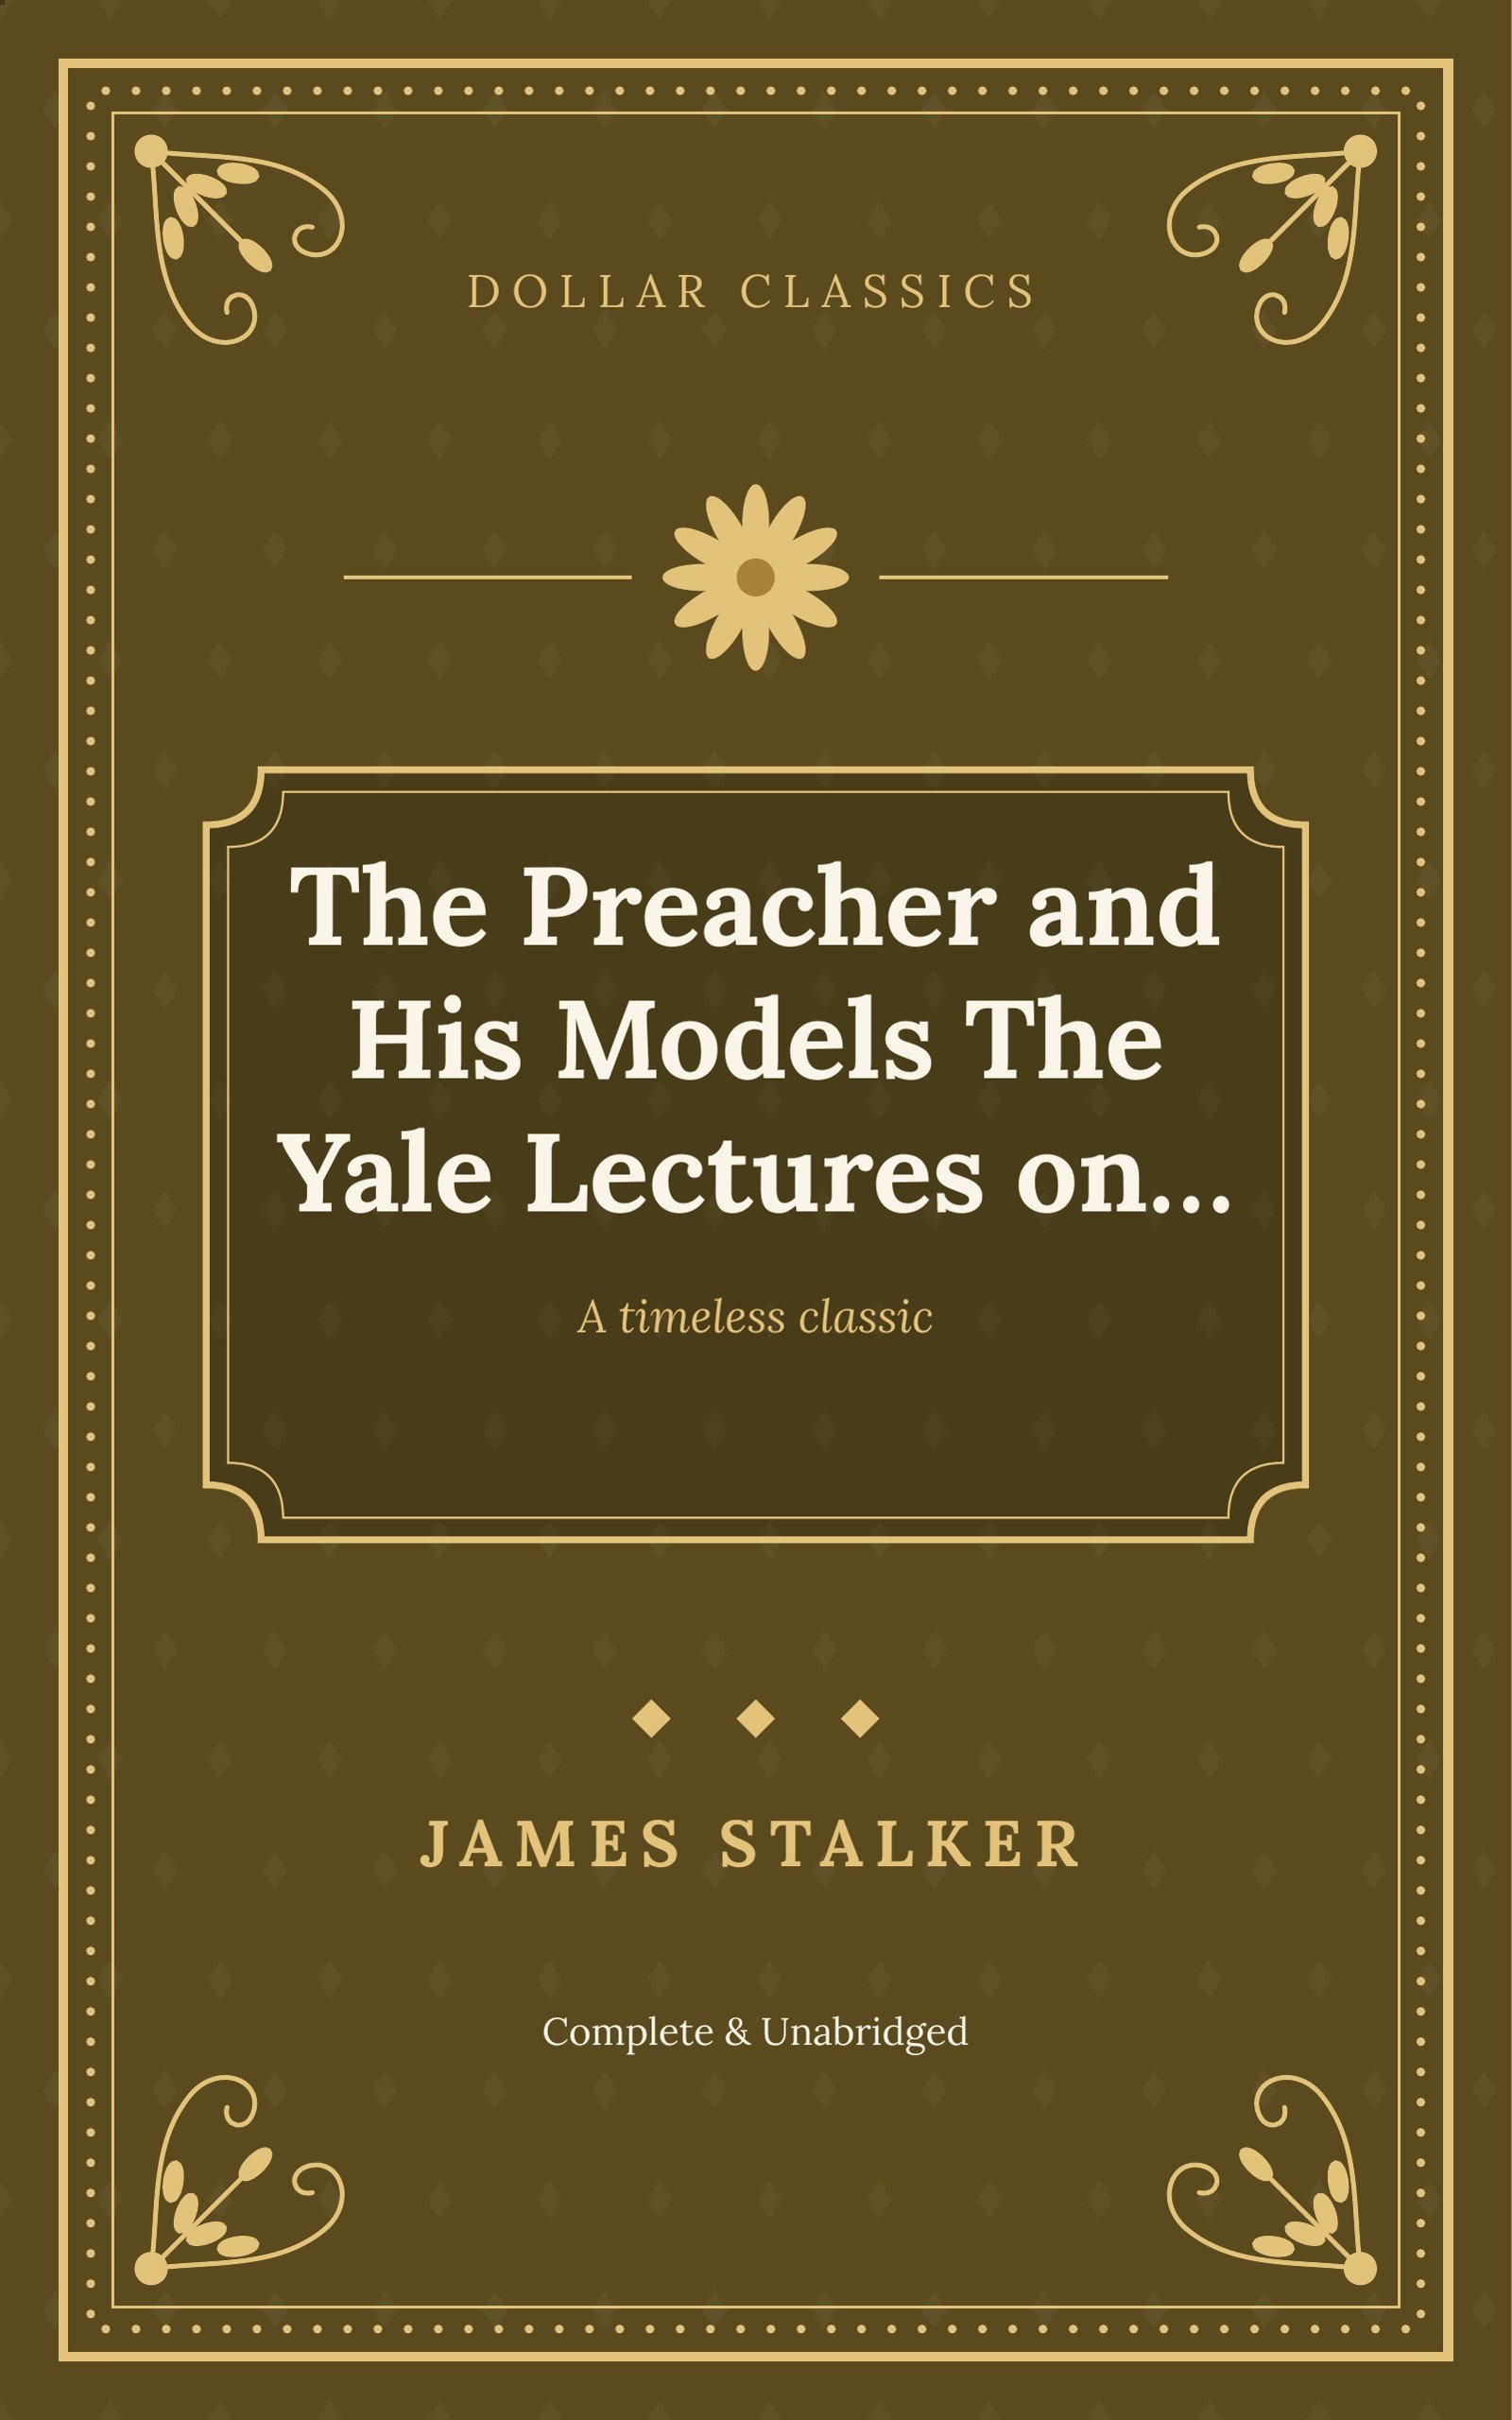 DOLLAR CLASSICS
The Preacher and
His Models The
Yale Lectures on...
A timeless classic
JAMES STALKER
Complete & Unabridged